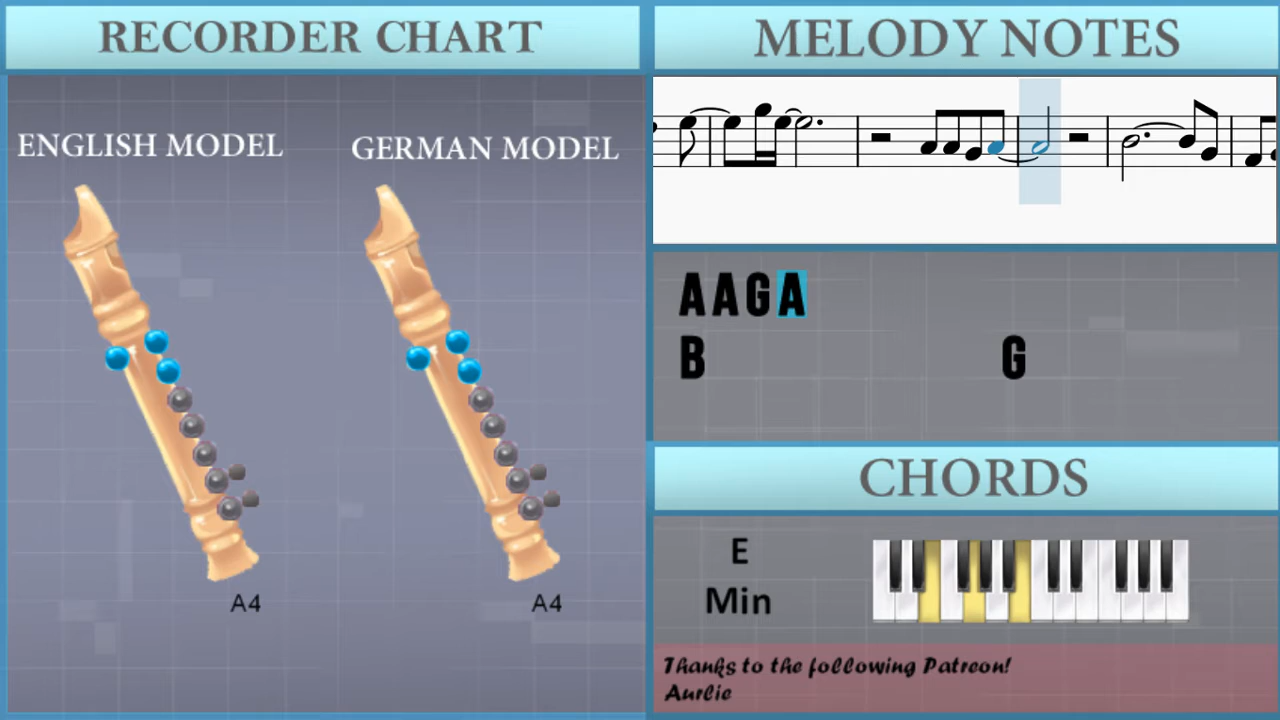 RECORDER CHART
ENGLISH MODEL
GERMAN MODEL
A4
A4
MELODY NOTES
AAGA
B G
CHORDS
E
Min
Thanks to the following Patreon!
Aurlie